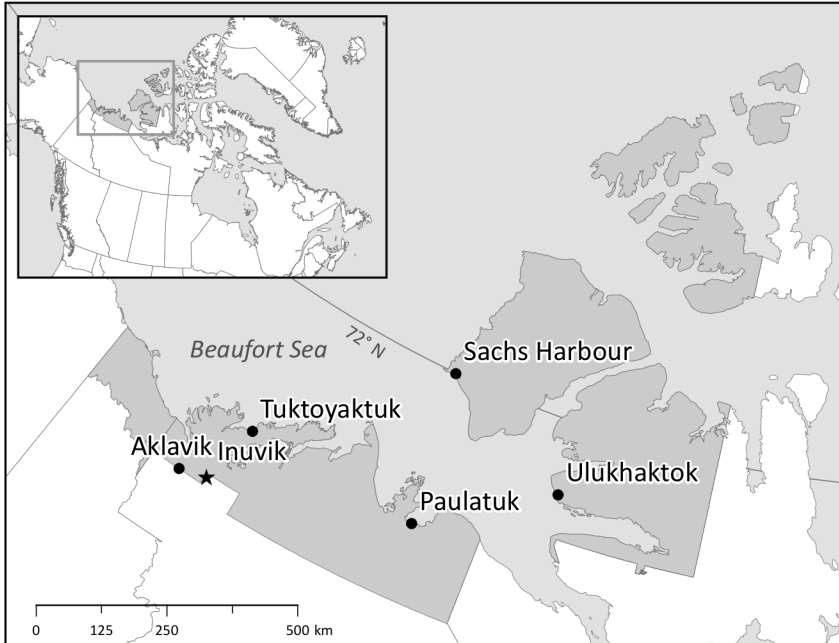 72° N
Beaufort Sea
Sachs Harbour
Tuktoyaktuk
Aklavik
Inuvik
Ulukhaktok
Paulatuk
0 125 250 500 km